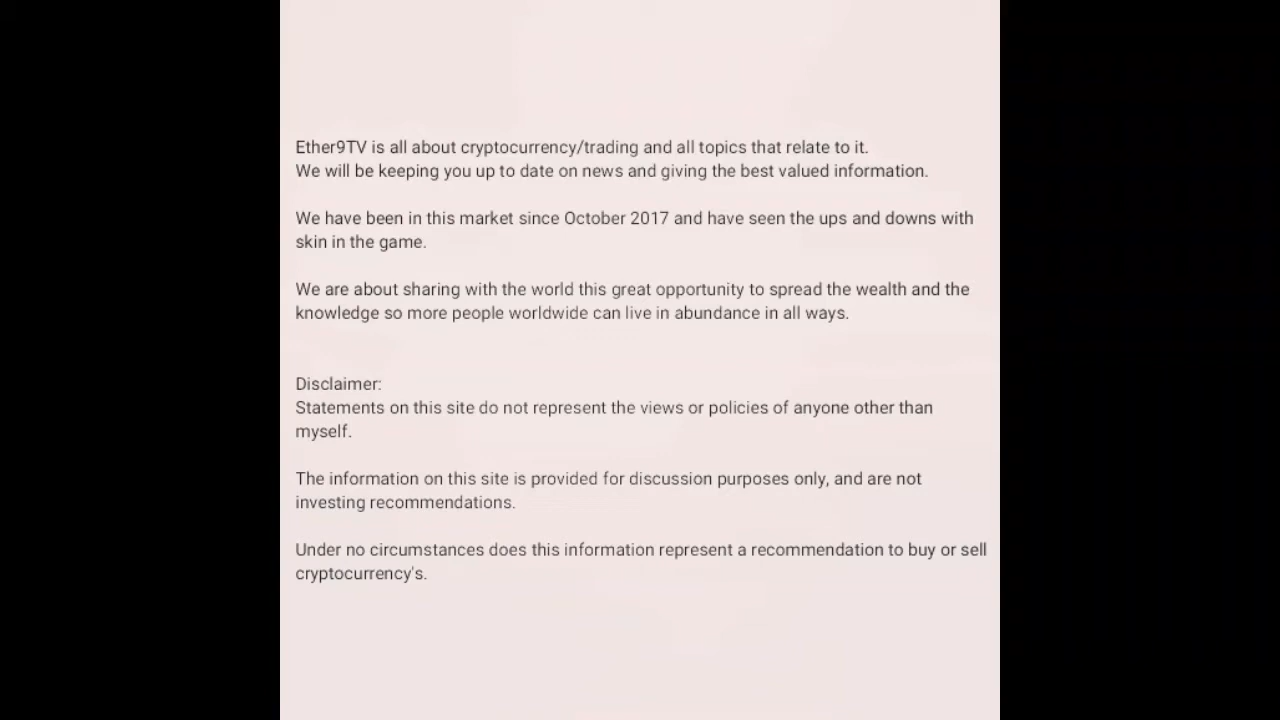 Ether9TV is all about cryptocurrency/trading and all topics that relate to it.
We will be keeping you up to date on news and giving the best valued information.
We have been in this market since October 2017 and have seen the ups and downs with
skin in the game.
We are about sharing with the world this great opportunity to spread the wealth and the
knowledge so more people worldwide can live in abundance in all ways.
Disclaimer:
Statements on this site do not represent the views or policies of anyone other than
myself.
The information on this site is provided for discussion purposes only, and are not
investing recommendations.
Under no circumstances does this information represent a recommendation to buy or sell
cryptocurrency's.